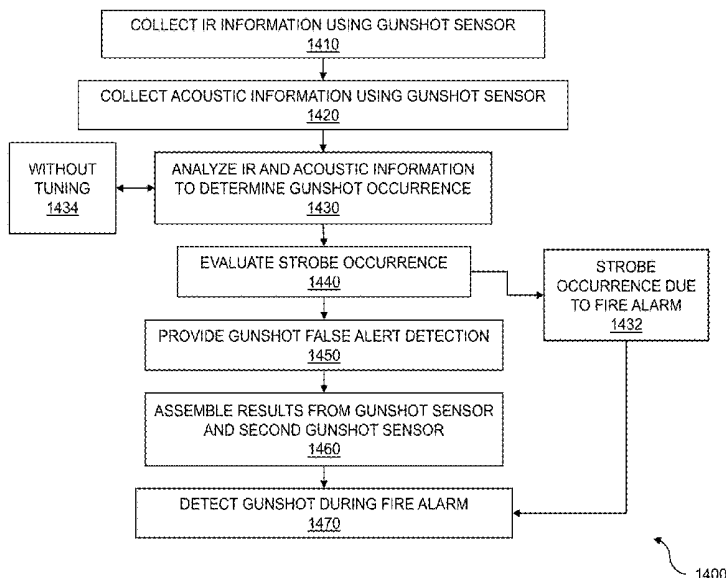 COLLECT IR INFORMATION USING GUNSHOT SENSOR
1410
COLLECT ACOUSTIC INFORMATION USING GUNSHOT SENSOR
1420
WITHOUT
TUNING
1434
ANALYZE IR AND ACOUSTIC INFORMATION
TO DETERMINE GUNSHOT OCCURRENCE
1430
EVALUATE STROBE OCCURRENCE
1440
STROBE
OCCURRENCE DUE
TO FIRE ALARM
1432
PROVIDE GUNSHOT FALSE ALERT DETECTION
1450
ASSEMBLE RESULTS FROM GUNSHOT SENSOR
AND SECOND GUNSHOT SENSOR
1460
DETECT GUNSHOT DURING FIRE ALARM
1470
1400